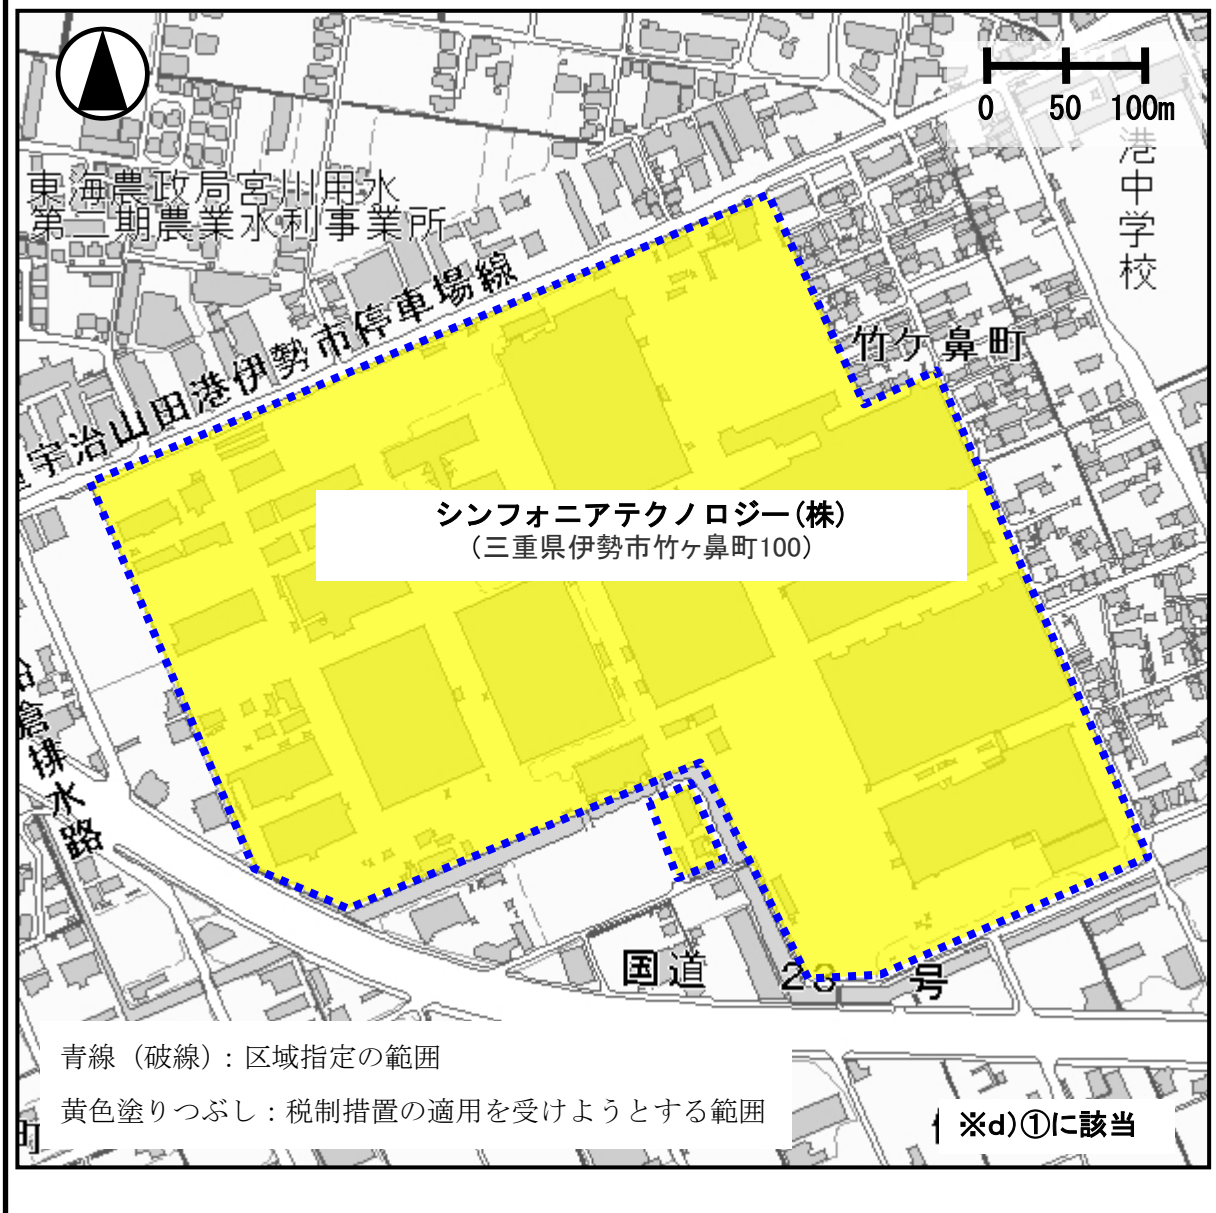 0 50 100m
港中学校
東海農政局宮川用水
第二期農業水利事業所
宇治山田港伊勢市停車場線
竹ケ鼻町
シンフォニアテクノロジー(株)
(三重県伊勢市竹ヶ鼻町100)
倉排水路
国道 23 号
青線（破線）: 区域指定の範囲
黄色塗りつぶし : 税制措置の適用を受けようとする範囲
※d)①に該当
町